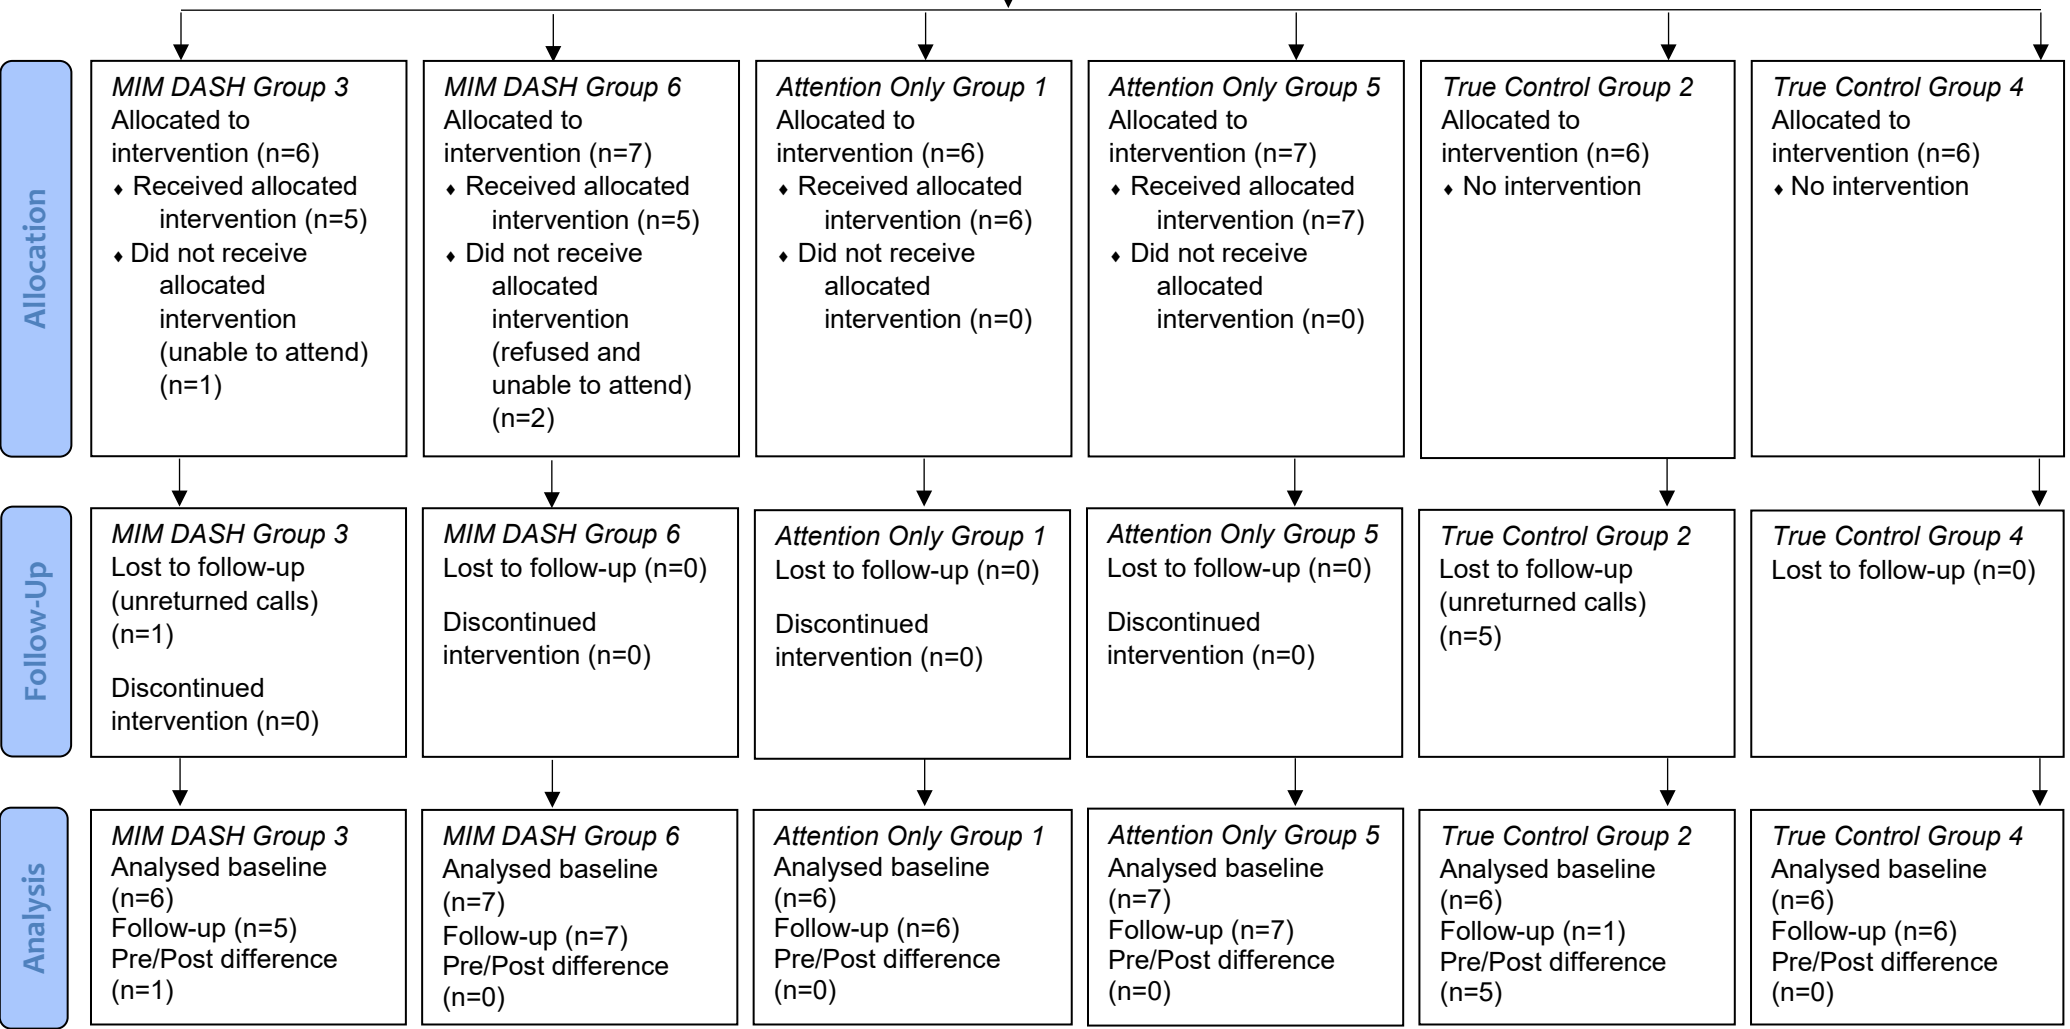 Allocation
MIM DASH Group 3
Allocated to
intervention (n=6)
♦ Received allocated
intervention (n=5)
♦ Did not receive
allocated
intervention
(unable to attend)
(n=1)
MIM DASH Group 6
Allocated to
intervention (n=7)
♦ Received allocated
intervention (n=5)
♦ Did not receive
allocated
intervention
(refused and
unable to attend)
(n=2)
Attention Only Group 1
Allocated to
intervention (n=6)
♦ Received allocated
intervention (n=6)
♦ Did not receive
allocated
intervention (n=0)
Attention Only Group 5
Allocated to
intervention (n=7)
♦ Received allocated
intervention (n=7)
♦ Did not receive
allocated
intervention (n=0)
True Control Group 2
Allocated to
intervention (n=6)
♦ No intervention
True Control Group 4
Allocated to
intervention (n=6)
♦ No intervention
Follow-Up
MIM DASH Group 3
Lost to follow-up
(unreturned calls)
(n=1)
Discontinued
intervention (n=0)
MIM DASH Group 6
Lost to follow-up (n=0)
Discontinued
intervention (n=0)
Attention Only Group 1
Lost to follow-up (n=0)
Discontinued
intervention (n=0)
Attention Only Group 5
Lost to follow-up (n=0)
Discontinued
intervention (n=0)
True Control Group 2
Lost to follow-up
(unreturned calls)
(n=5)
True Control Group 4
Lost to follow-up (n=0)
Analysis
MIM DASH Group 3
Analysed baseline
(n=6)
Follow-up (n=5)
Pre/Post difference
(n=1)
MIM DASH Group 6
Analysed baseline
(n=7)
Follow-up (n=7)
Pre/Post difference
(n=0)
Attention Only Group 1
Analysed baseline
(n=6)
Follow-up (n=6)
Pre/Post difference
(n=0)
Attention Only Group 5
Analysed baseline
(n=7)
Follow-up (n=7)
Pre/Post difference
(n=0)
True Control Group 2
Analysed baseline
(n=6)
Follow-up (n=1)
Pre/Post difference
(n=5)
True Control Group 4
Analysed baseline
(n=6)
Follow-up (n=6)
Pre/Post difference
(n=0)